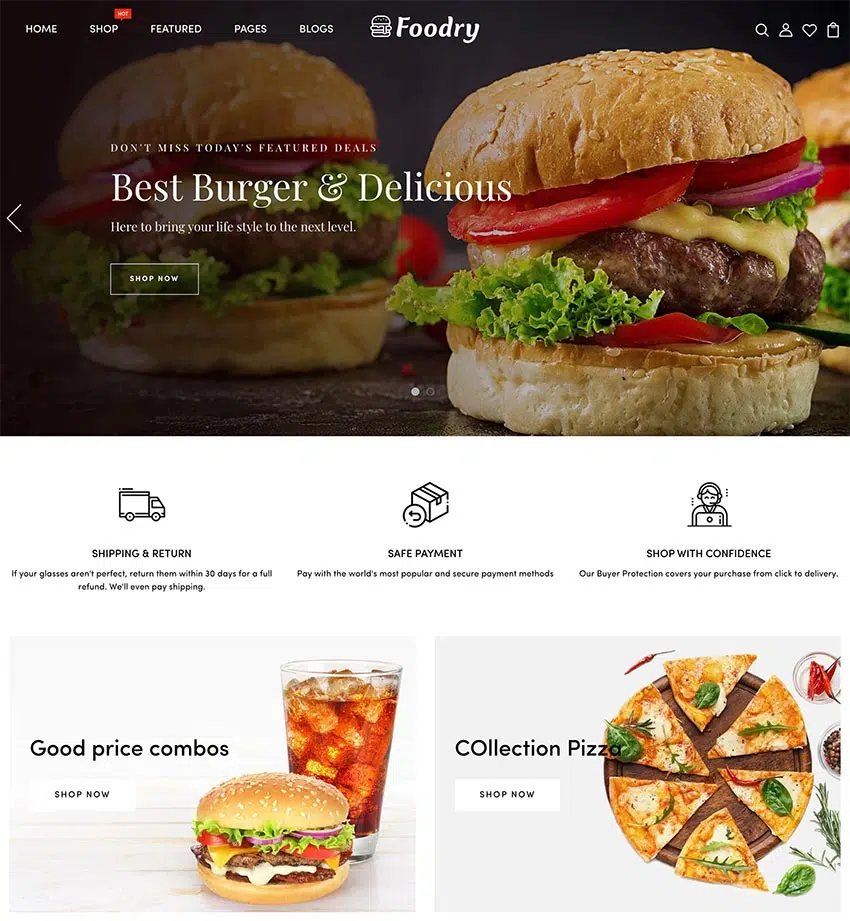 HOT
HOME SHOP FEATURED PAGES BLOGS Foodry
DON'T MISS TODAY'S FEATURED DEALS
Best Burger & Delicious
Here to bring your life style to the next level.
SHOP NOW
SHIPPING & RETURN
If your glasses aren't perfect, return them within 30 days for a full
refund. We'll even pay shipping.
SAFE PAYMENT
Pay with the world's most popular and secure payment methods
SHOP WITH CONFIDENCE
Our Buyer Protection covers your purchase from click to delivery.
Good price combos
SHOP NOW
COllection Pizza
SHOP NOW